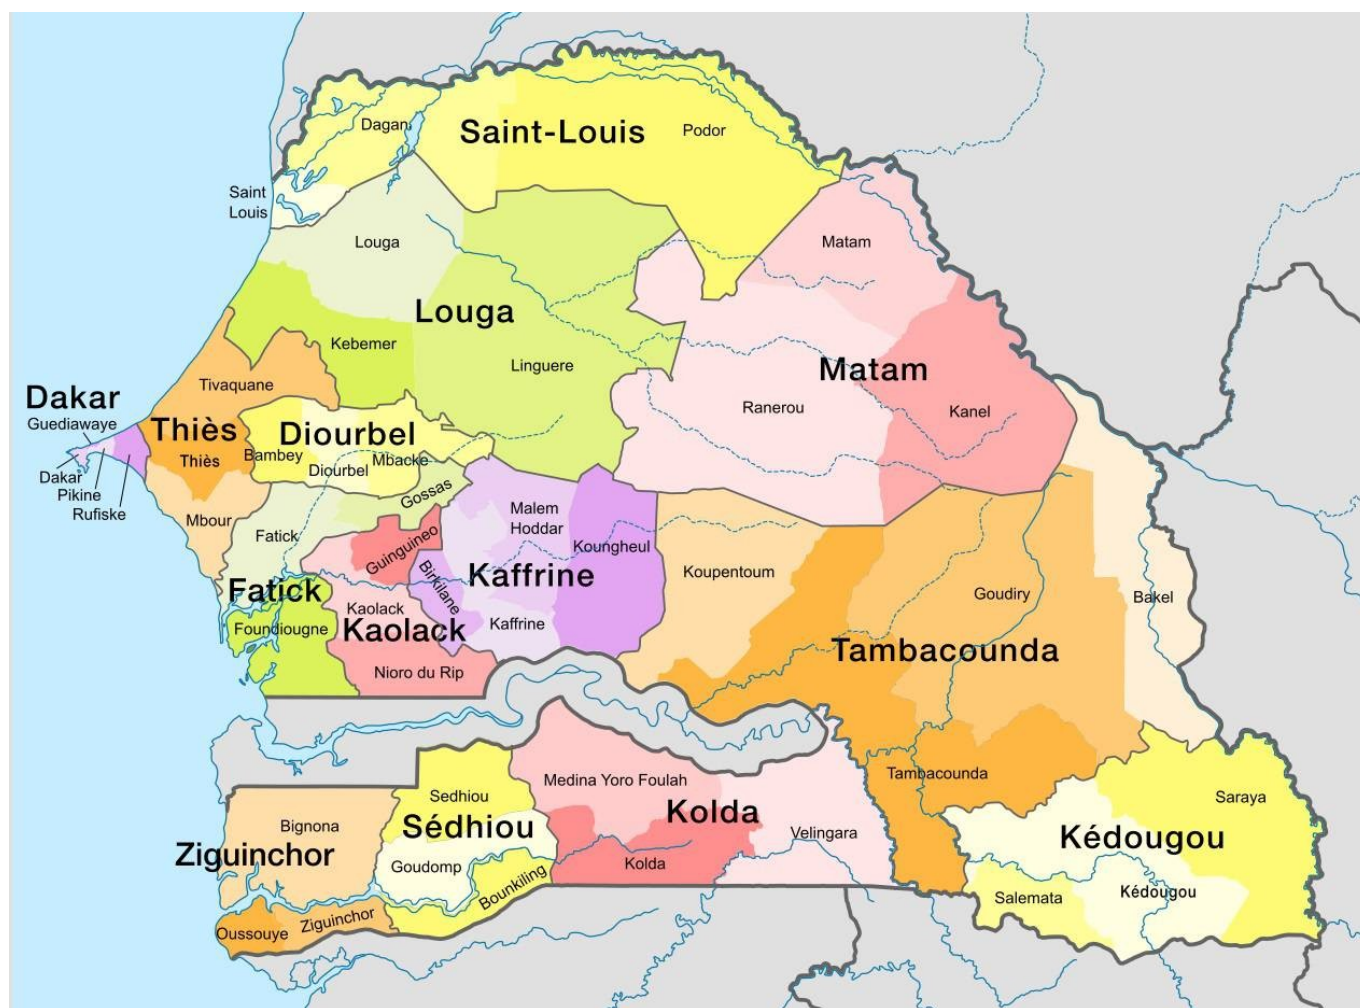 Dagana
Saint-Louis
Podor
Saint
Louis
Louga
Matam
Louga
Kebemer
Linguere
Matam
Tivaquane
Ranerou
Kanel
Dakar
Guediawaye
Thiès
Diourbel
Bambey
Thiès
Diourbel
Mbacke
Dakar
Pikine
Rufiske
Gossas
Mbour
Fatick
Malem
Hoddar
Guinguineo
Koungheul
Koupentoum
Birkilane
Kaffrine
Goudiry
Bakel
Fatick
Kaolack
Kaffrine
Foundiougne
Kaolack
Tambacounda
Nioro du Rip
Medina Yoro Foulah
Tambacounda
Sedhiou
Saraya
Kolda
Bignona
Sédhiou
Velingara
Kédougou
Ziguinchor
Goudomp
Kolda
Bounkiling
Salemata
Kédougou
Ziguinchor
Oussouye